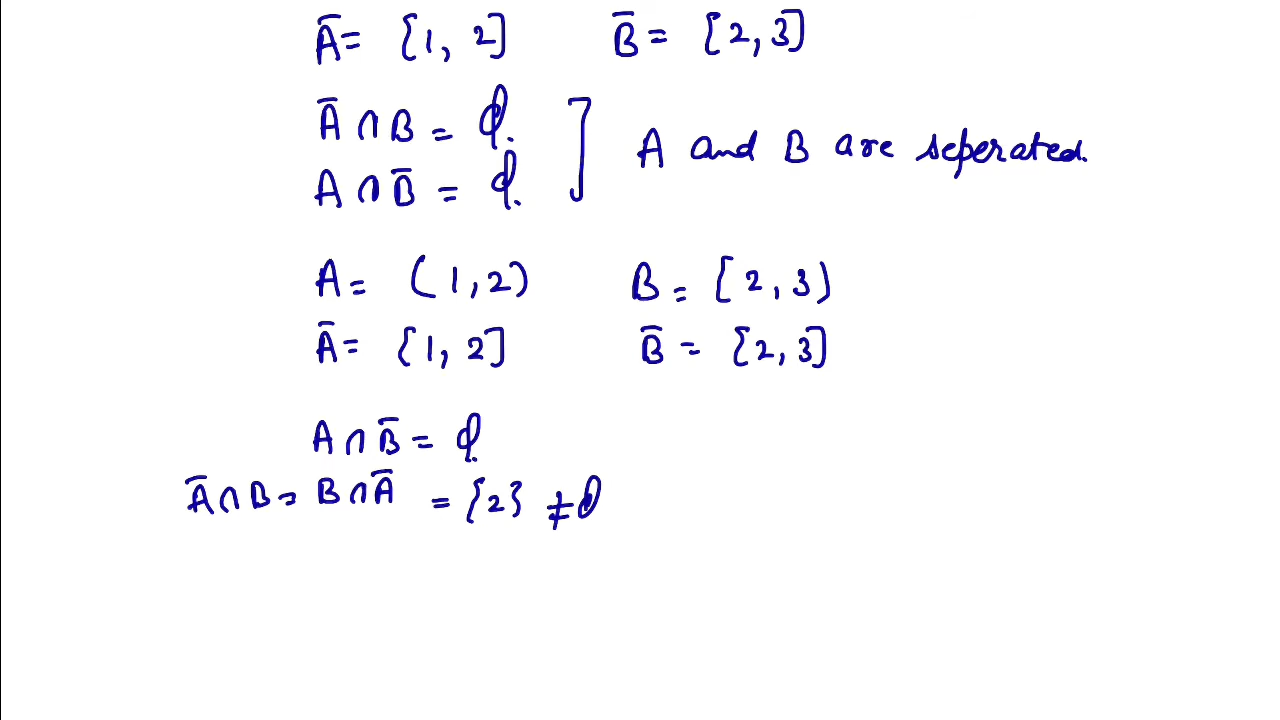 Ā = [1, 2] B̄ = [2, 3]
Ā ∩ B = φ.
A ∩ B̄ = φ. ] A and B are seperated.
A = (1, 2) B = [2, 3)
Ā = [1, 2] B̄ = [2, 3]
A ∩ B̄ = φ.
Ā ∩ B = B ∩ Ā = {2} ≠ φ